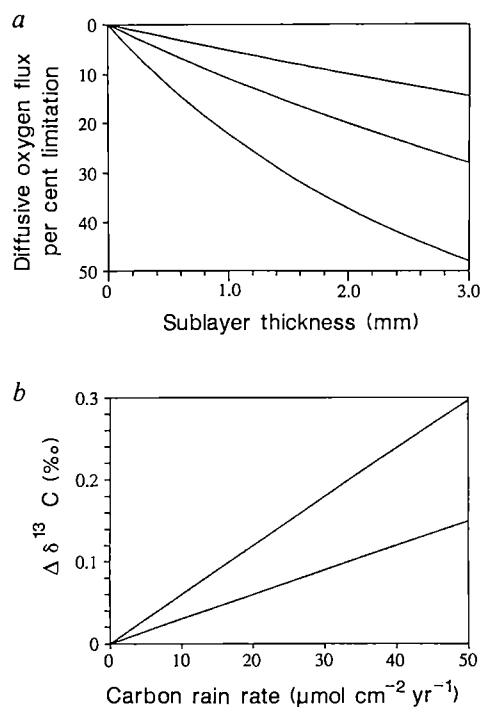 a
Diffusive oxygen flux
per cent limitation
0
10
20
30
40
50
0
1.0
2.0
3.0
Sublayer thickness (mm)
b
Δ δ¹³ C (‰)
0.3
0.2
0.1
0
0
10
20
30
40
50
Carbon rain rate (μmol cm⁻² yr⁻¹)